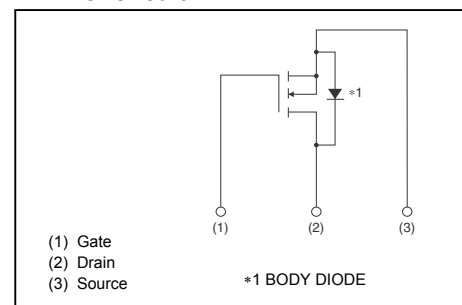 *1
(1) (2) (3)
(1) Gate
(2) Drain
(3) Source
*1 BODY DIODE